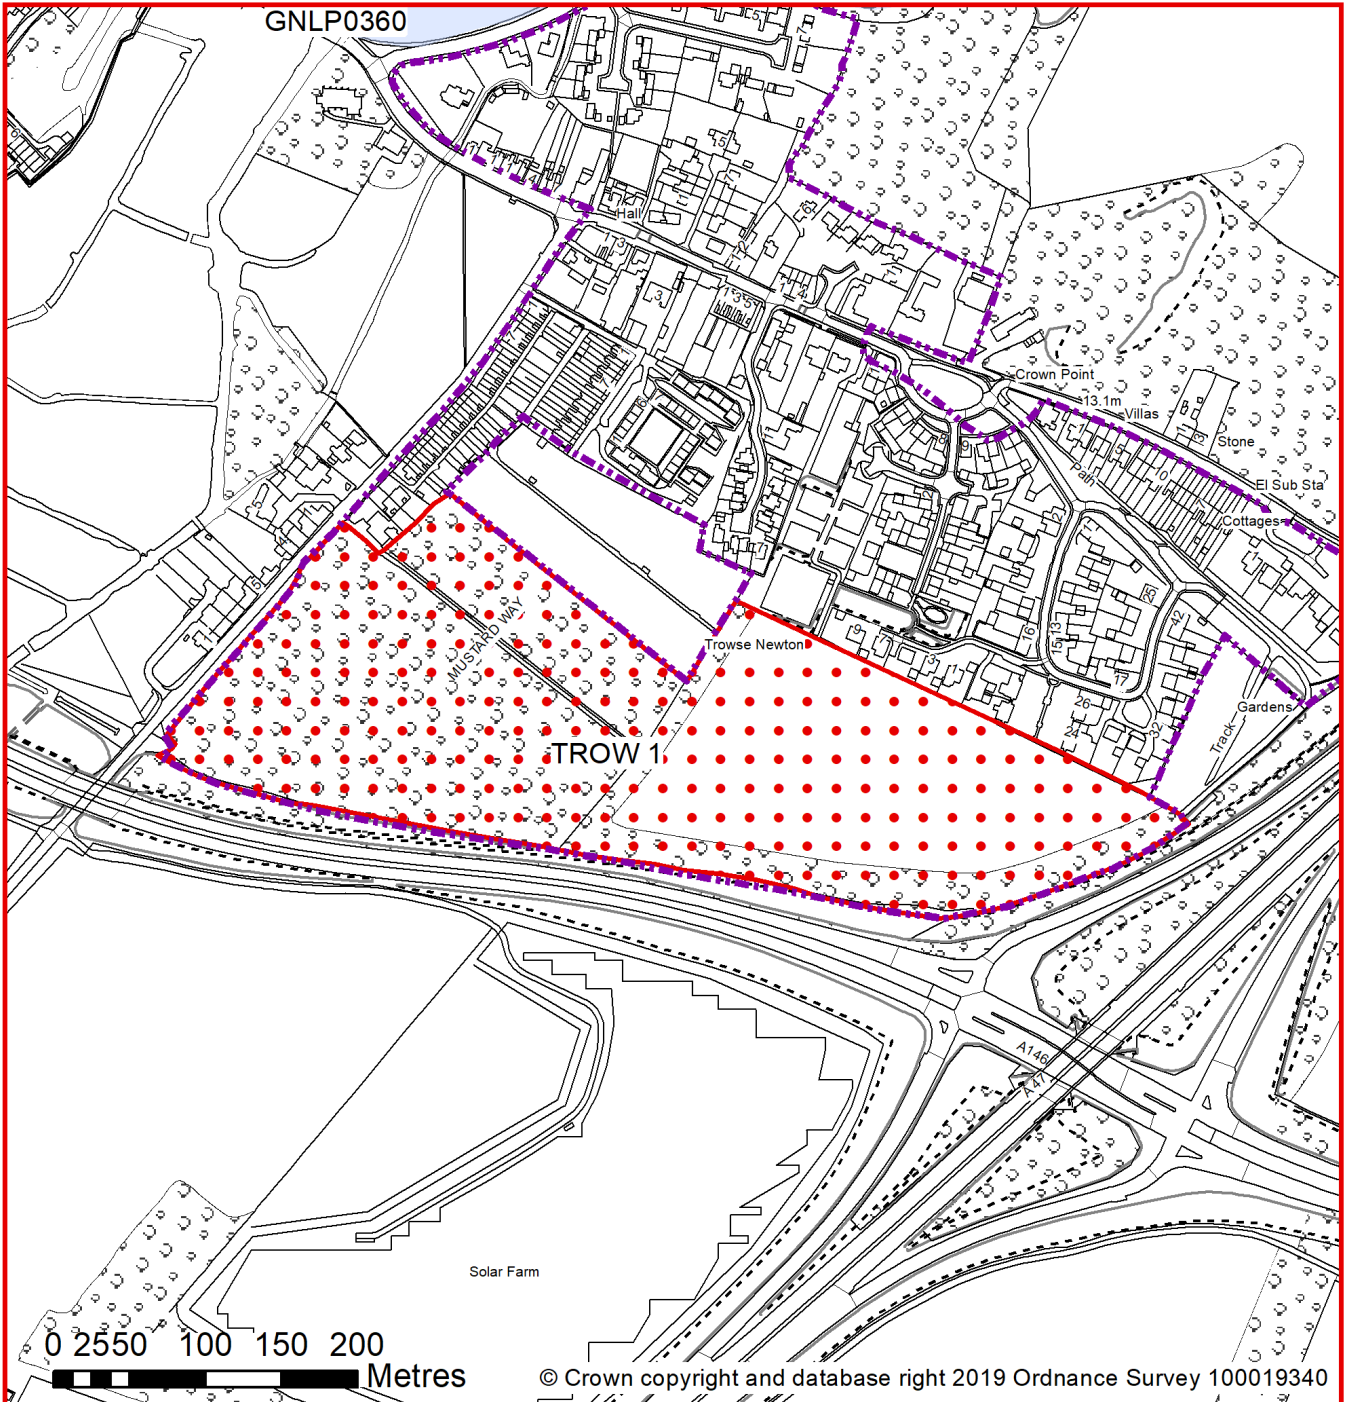 GNLP0360
Hall
Crown Point
13.1m
Villas
Stone
Path
El Sub Sta
Cottages
MUSTARD WAY
Trowse Newton
TROW 1
Gardens
Track
A146
A47
Solar Farm
0 25 50 100 150 200
Metres
© Crown copyright and database right 2019 Ordnance Survey 100019340